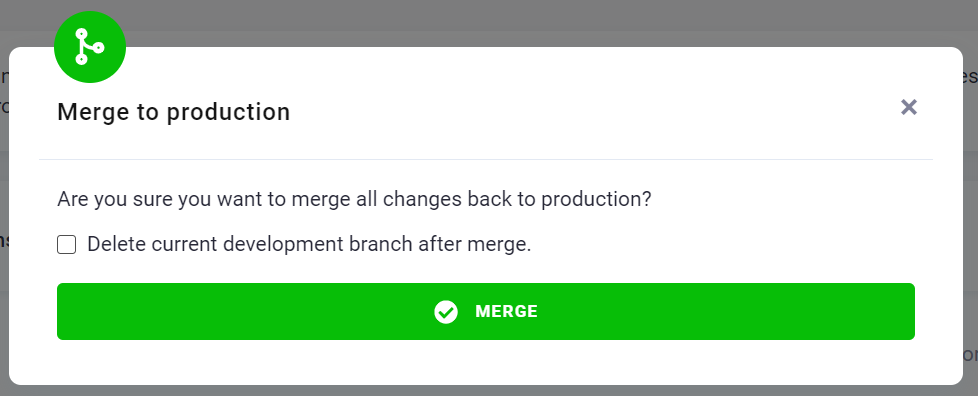 Merge to production
Are you sure you want to merge all changes back to production?
Delete current development branch after merge.
MERGE